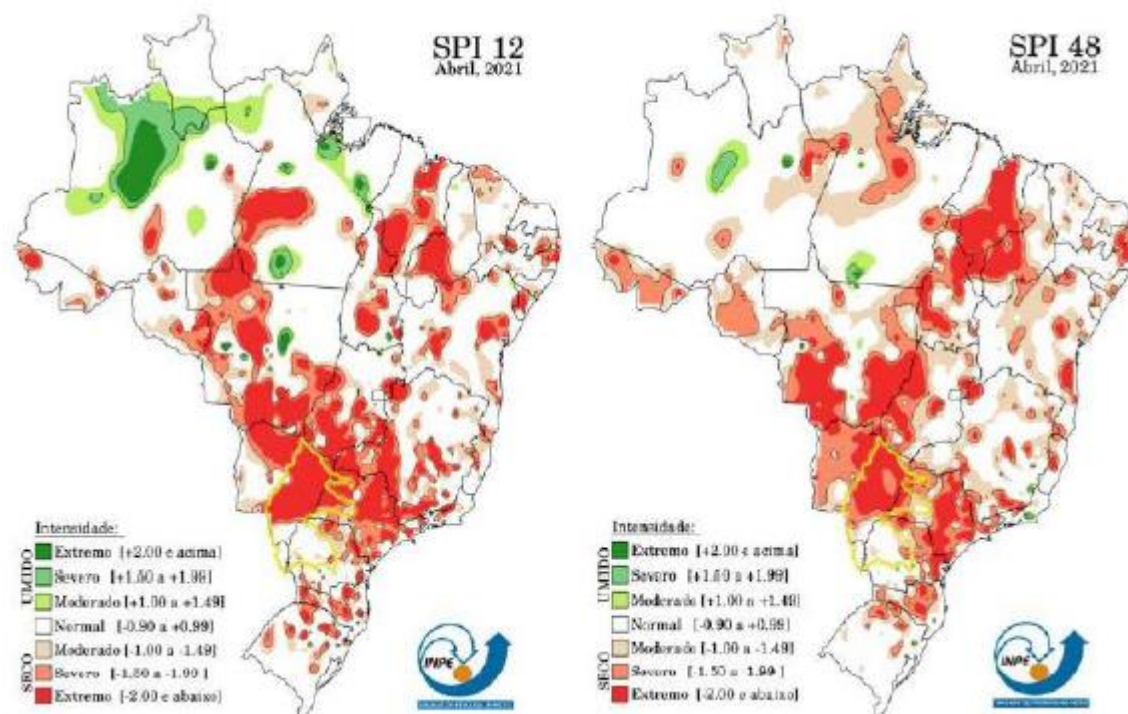 SPI 12
Abril, 2021
Intensidade:
UMIDO
Extremo [+2.00 e acima]
Severo [+1.50 a +1.99]
Moderado [+1.00 a +1.49]
Normal [-0.90 a +0.99]
SECO
Moderado [-1.00 a -1.49]
Severo [-1.50 a -1.99]
Extremo [-2.00 e abaixo]
INPE
SPI 48
Abril, 2021
Intensidade:
UMIDO
Extremo [+2.00 e acima]
Severo [+1.50 a +1.99]
Moderado [+1.00 a +1.49]
Normal [-0.90 a +0.99]
SECO
Moderado [-1.00 a -1.49]
Severo [-1.50 a -1.99]
Extremo [-2.00 e abaixo]
INPE